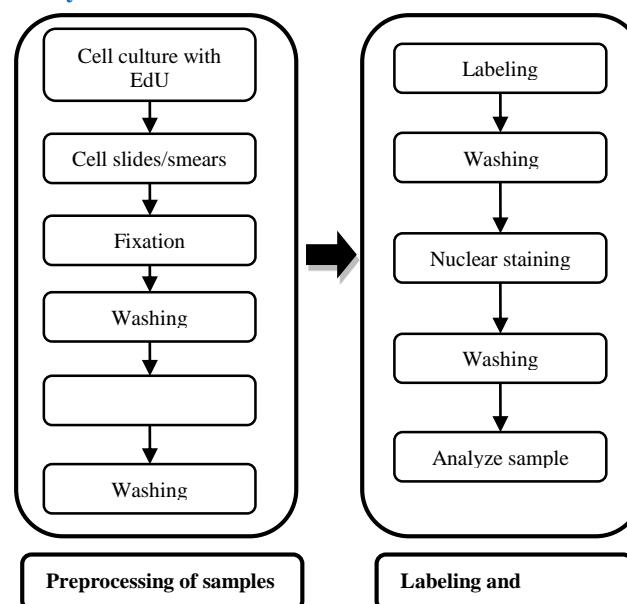 Cell culture with
EdU
Cell slides/smears
Fixation
Washing
Washing
Preprocessing of samples
Labeling
Washing
Nuclear staining
Washing
Analyze sample
Labeling and